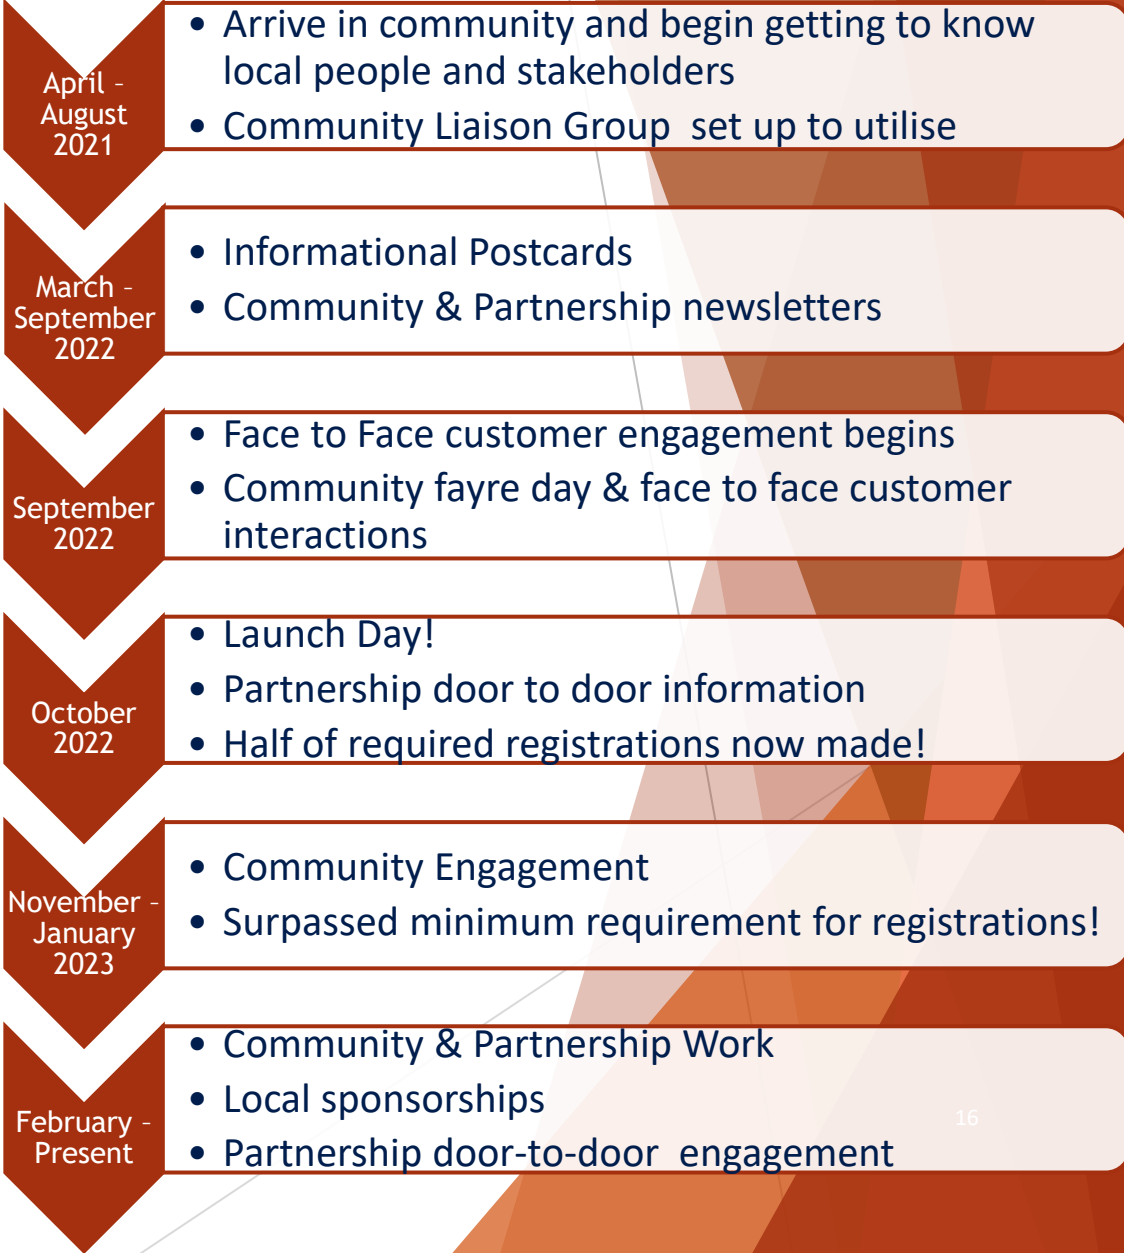 April –
August
2021
• Arrive in community and begin getting to know
local people and stakeholders
• Community Liaison Group  set up to utilise
March –
September
2022
• Informational Postcards
• Community & Partnership newsletters
September
2022
• Face to Face customer engagement begins
• Community fayre day & face to face customer
interactions
October
2022
• Launch Day!
• Partnership door to door information
• Half of required registrations now made!
November –
January
2023
• Community Engagement
• Surpassed minimum requirement for registrations!
February –
Present
• Community & Partnership Work
• Local sponsorships
• Partnership door-to-door  engagement
16